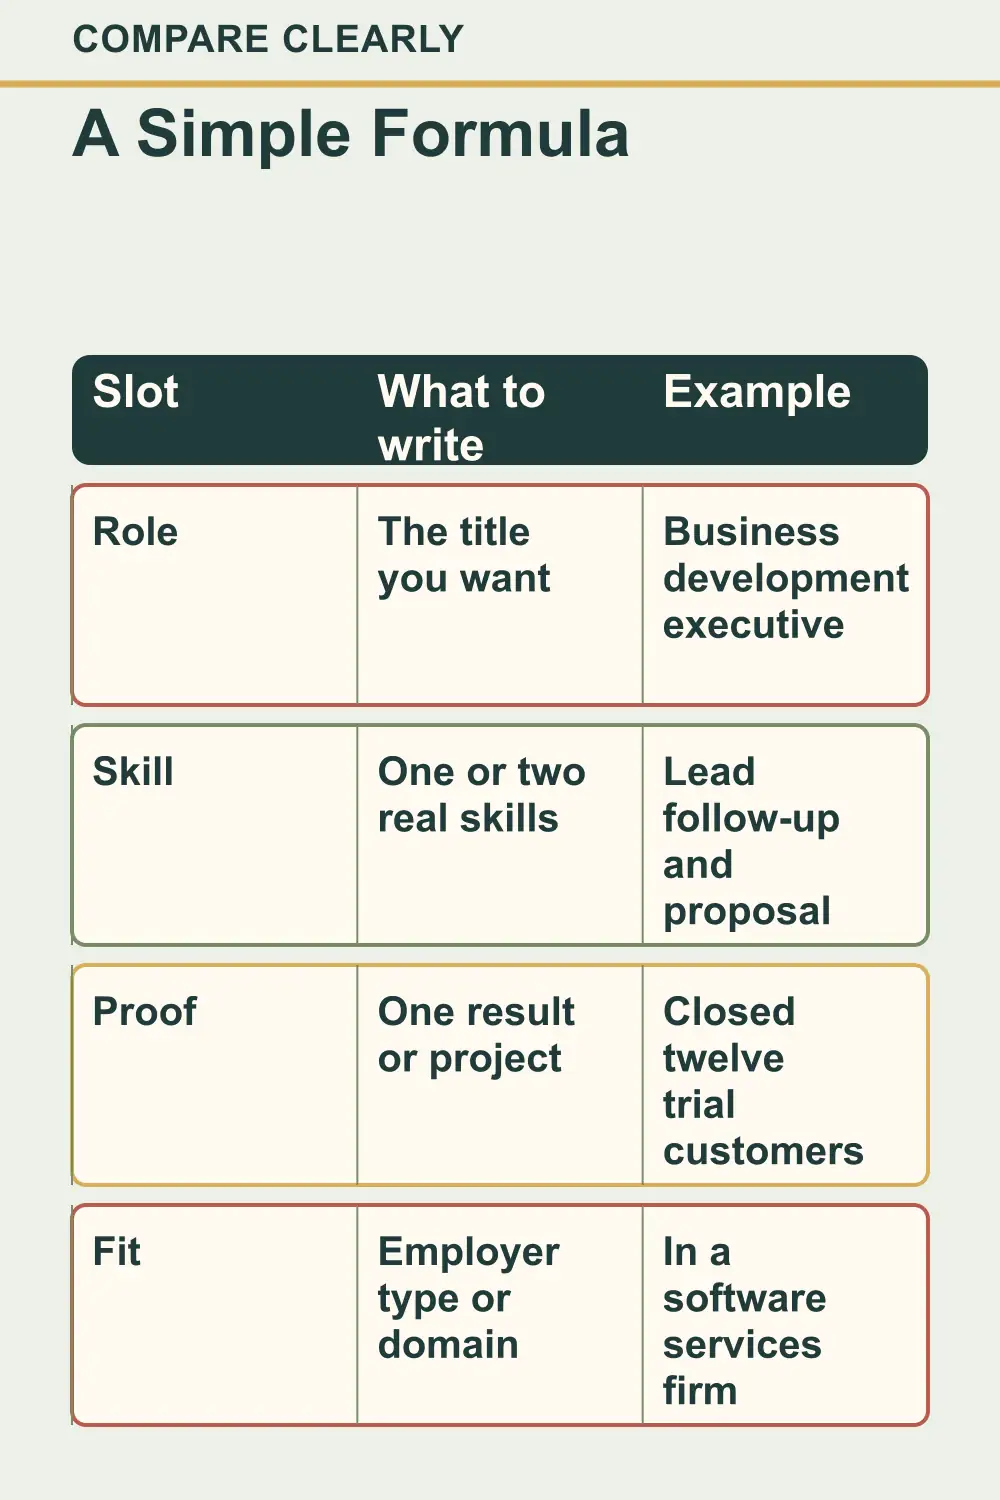 COMPARE CLEARLY
A Simple Formula
Slot
What to
write
Example
Role
The title
you want
Business
development
executive
Skill
One or two
real skills
Lead
follow-up
and
proposal
Proof
One result
or project
Closed
twelve
trial
customers
Fit
Employer
type or
domain
In a
software
services
firm